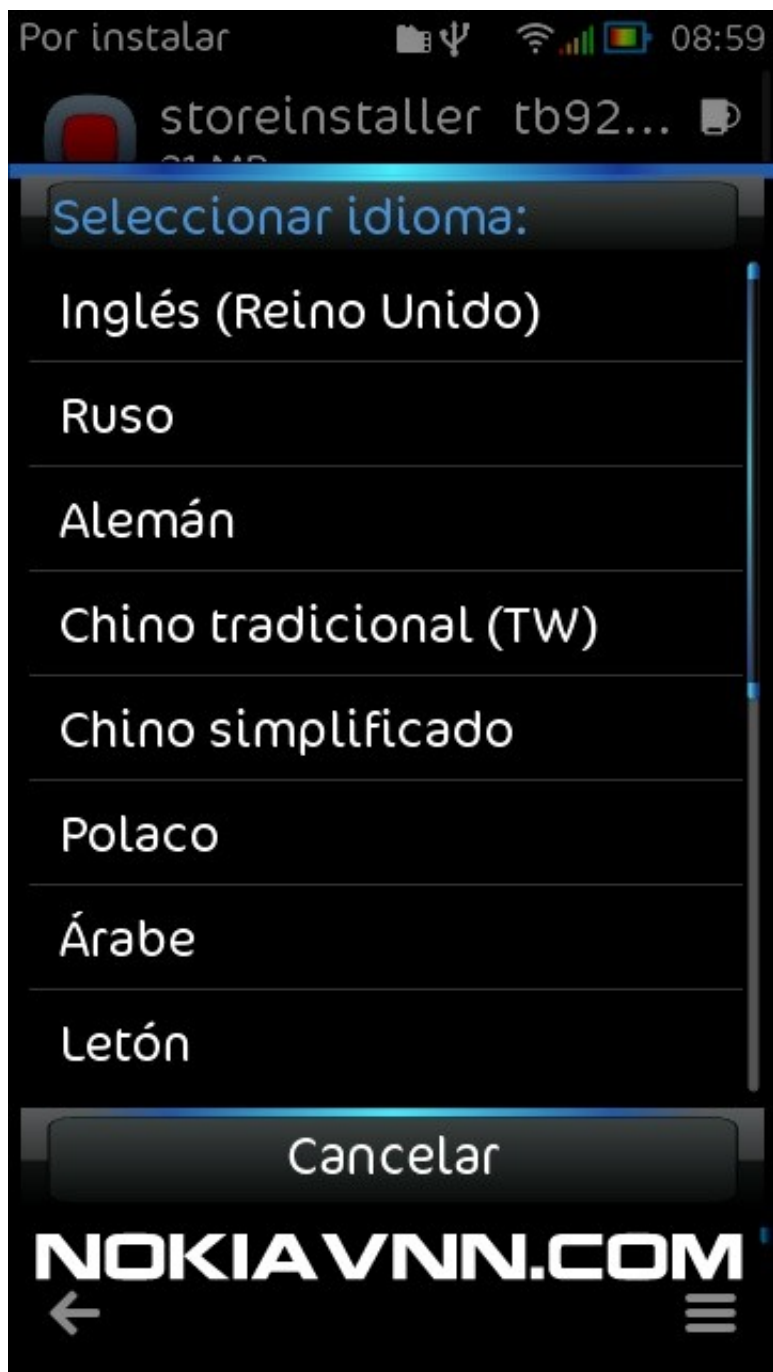 Por instalar 08:59
storeinstaller tb92...
Seleccionar idioma:
Inglés (Reino Unido)
Ruso
Alemán
Chino tradicional (TW)
Chino simplificado
Polaco
Árabe
Letón
Cancelar
NOKIAVNN.COM